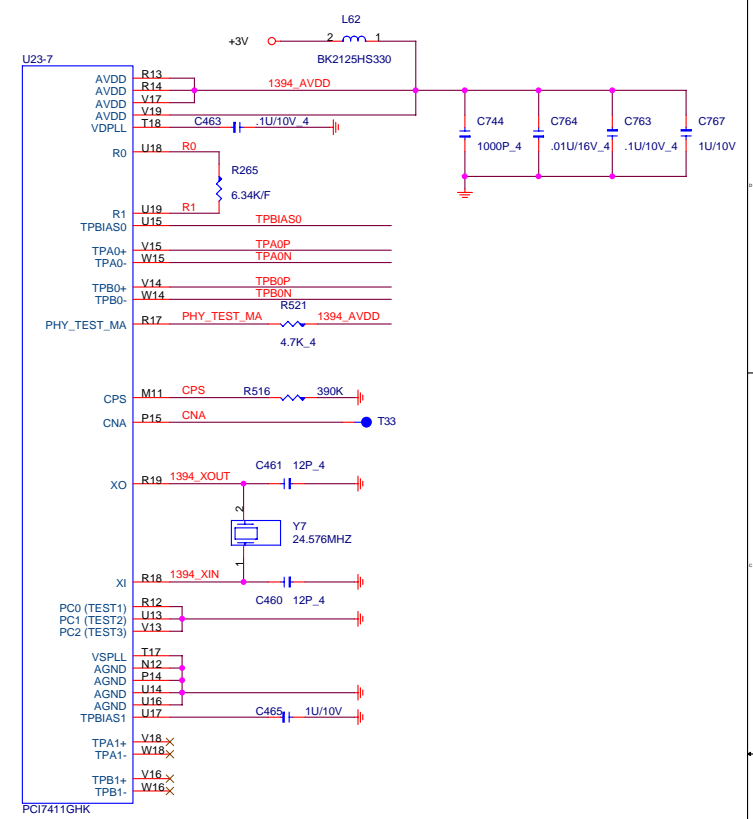 L62
+3V 2 1
BK2125HS330
U23-7
AVDD R13
AVDD R14 1394_AVDD
AVDD V17
AVDD V19
VDPLL T18 C463 .1U/10V_4
C744 C764 C763 C767
1000P_4 .01U/16V_4 .1U/10V_4 1U/10V
R0 U18 R0
R265
6.34K/F
R1 U19 R1
TPBIAS0 U15 TPBIAS0
TPA0+ V15 TPA0P
TPA0- W15 TPA0N
TPB0+ V14 TPB0P
TPB0- W14 TPB0N
R521
PHY_TEST_MA R17 PHY_TEST_MA 1394_AVDD
4.7K_4
CPS M11 CPS R516 390K
CNA P15 CNA T33
C461 12P_4
XO R19 1394_XOUT
2
Y7
24.576MHZ
1
XI R18 1394_XIN
C460 12P_4
PC0 (TEST1) R12
PC1 (TEST2) U13
PC2 (TEST3) V13
VSPLL T17
AGND N12
AGND P14
AGND U14
AGND U16
TPBIAS1 U17 C465 1U/10V
TPA1+ V18
TPA1- W18
TPB1+ V16
TPB1- W16
PCI7411GHK